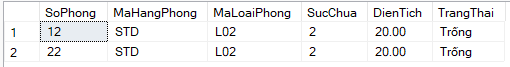 SoPhong MaHangPhong MaLoaiPhong SucChua DienTich TrangThai
1 12 STD L02 2 20.00 Trống
2 22 STD L02 2 20.00 Trống